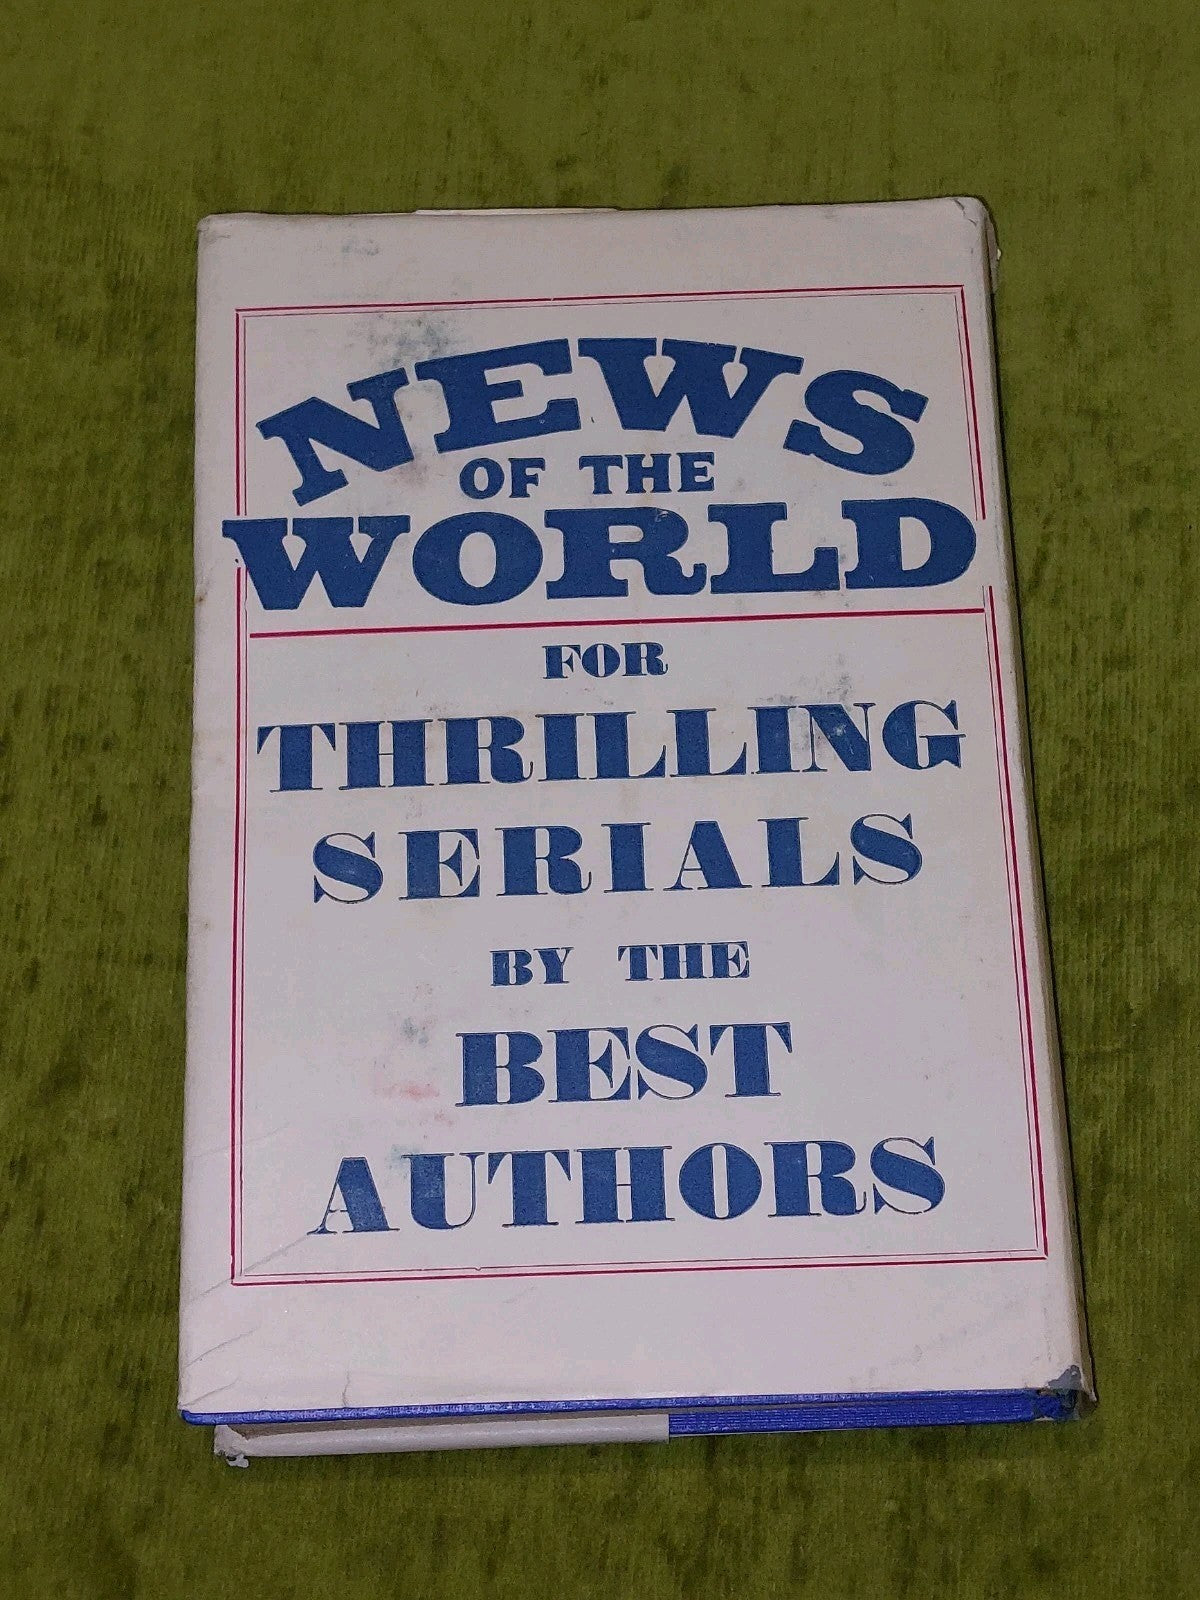 NEWS
OF THE
WORLD
FOR
THRILLING
SERIALS
BY THE
BEST
AUTHORS